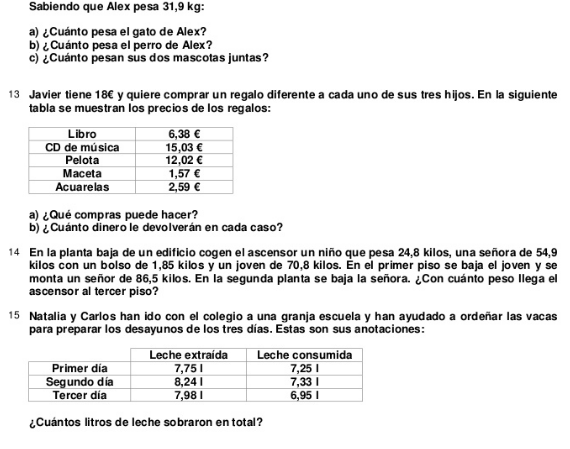 Sabiendo que Alex pesa 31,9 kg:
a) ¿Cuánto pesa el gato de Alex?
b) ¿Cuánto pesa el perro de Alex?
c) ¿Cuánto pesan sus dos mascotas juntas?
13 Javier tiene 18€ y quiere comprar un regalo diferente a cada uno de sus tres hijos. En la siguiente
tabla se muestran los precios de los regalos:
Libro 6,38 €
CD de música 15,03 €
Pelota 12,02 €
Maceta 1,57 €
Acuarelas 2,59 €
a) ¿Qué compras puede hacer?
b) ¿Cuánto dinero le devolverán en cada caso?
14 En la planta baja de un edificio cogen el ascensor un niño que pesa 24,8 kilos, una señora de 54,9
kilos con un bolso de 1,85 kilos y un joven de 70,8 kilos. En el primer piso se baja el joven y se
monta un señor de 86,5 kilos. En la segunda planta se baja la señora. ¿Con cuánto peso llega el
ascensor al tercer piso?
15 Natalia y Carlos han ido con el colegio a una granja escuela y han ayudado a ordeñar las vacas
para preparar los desayunos de los tres días. Estas son sus anotaciones:
Leche extraída Leche consumida
Primer día 7,75 l 7,25 l
Segundo día 8,24 l 7,33 l
Tercer día 7,98 l 6,95 l
¿Cuántos litros de leche sobraron en total?